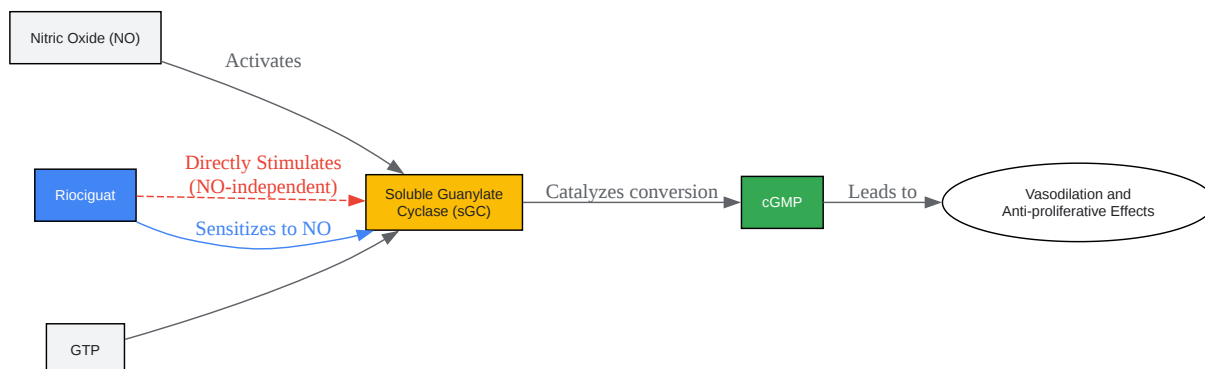 Nitric Oxide (NO)
Activates
Directly Stimulates
(NO-independent)
Riociguat
Sensitizes to NO
Soluble Guanylate
Cyclase (sGC)
Catalyzes conversion
cGMP
Leads to
Vasodilation and
Anti-proliferative Effects
GTP